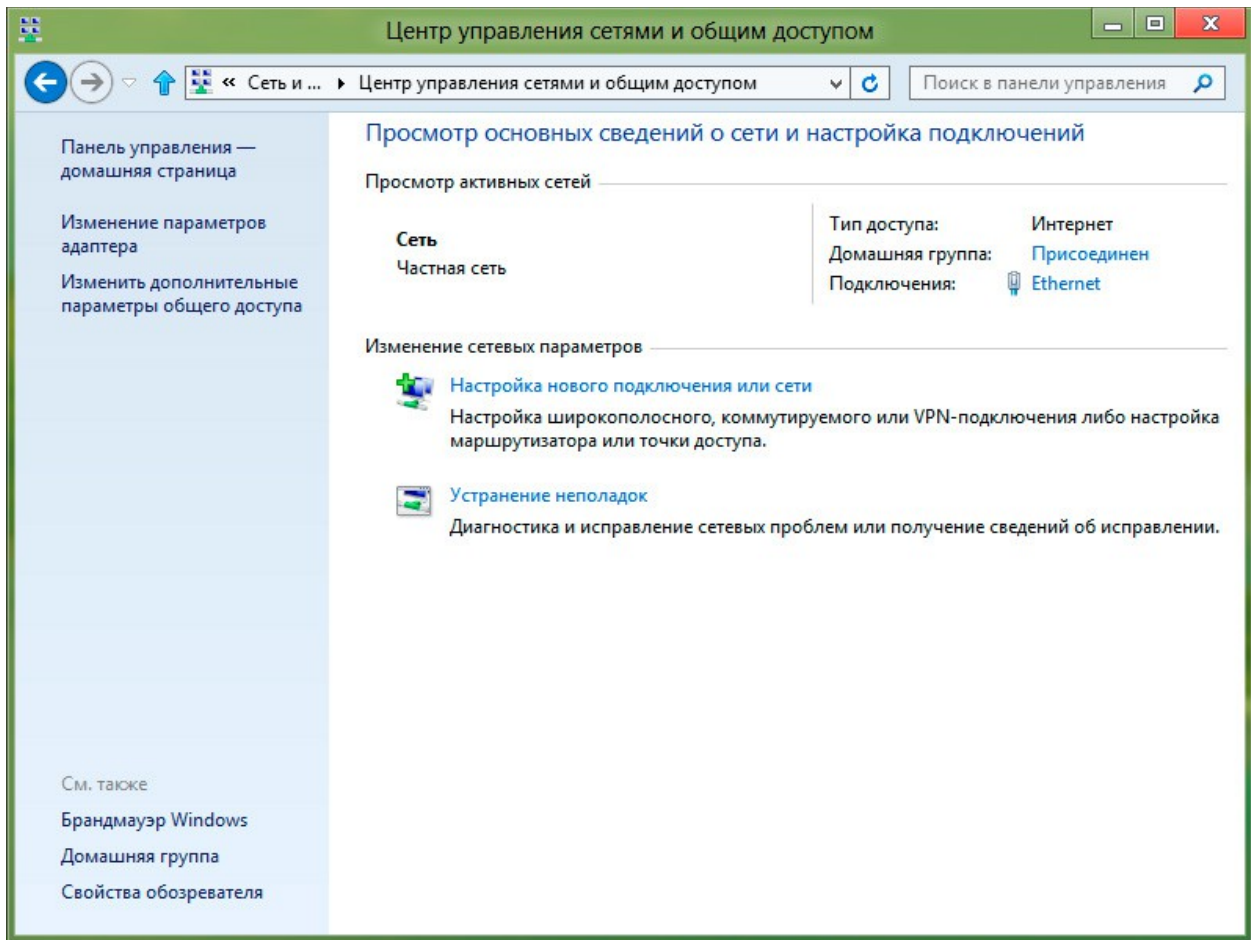 Центр управления сетями и общим доступом
« Сеть и ... Центр управления сетями и общим доступом
Поиск в панели управления
Панель управления —
домашняя страница
Изменение параметров
адаптера
Изменить дополнительные
параметры общего доступа
Просмотр основных сведений о сети и настройка подключений
Просмотр активных сетей
Сеть
Частная сеть
Тип доступа: Интернет
Домашняя группа: Присоединен
Подключения: Ethernet
Изменение сетевых параметров
Настройка нового подключения или сети
Настройка широкополосного, коммутируемого или VPN-подключения либо настройка
маршрутизатора или точки доступа.
Устранение неполадок
Диагностика и исправление сетевых проблем или получение сведений об исправлении.
См. также
Брандмауэр Windows
Домашняя группа
Свойства обозревателя